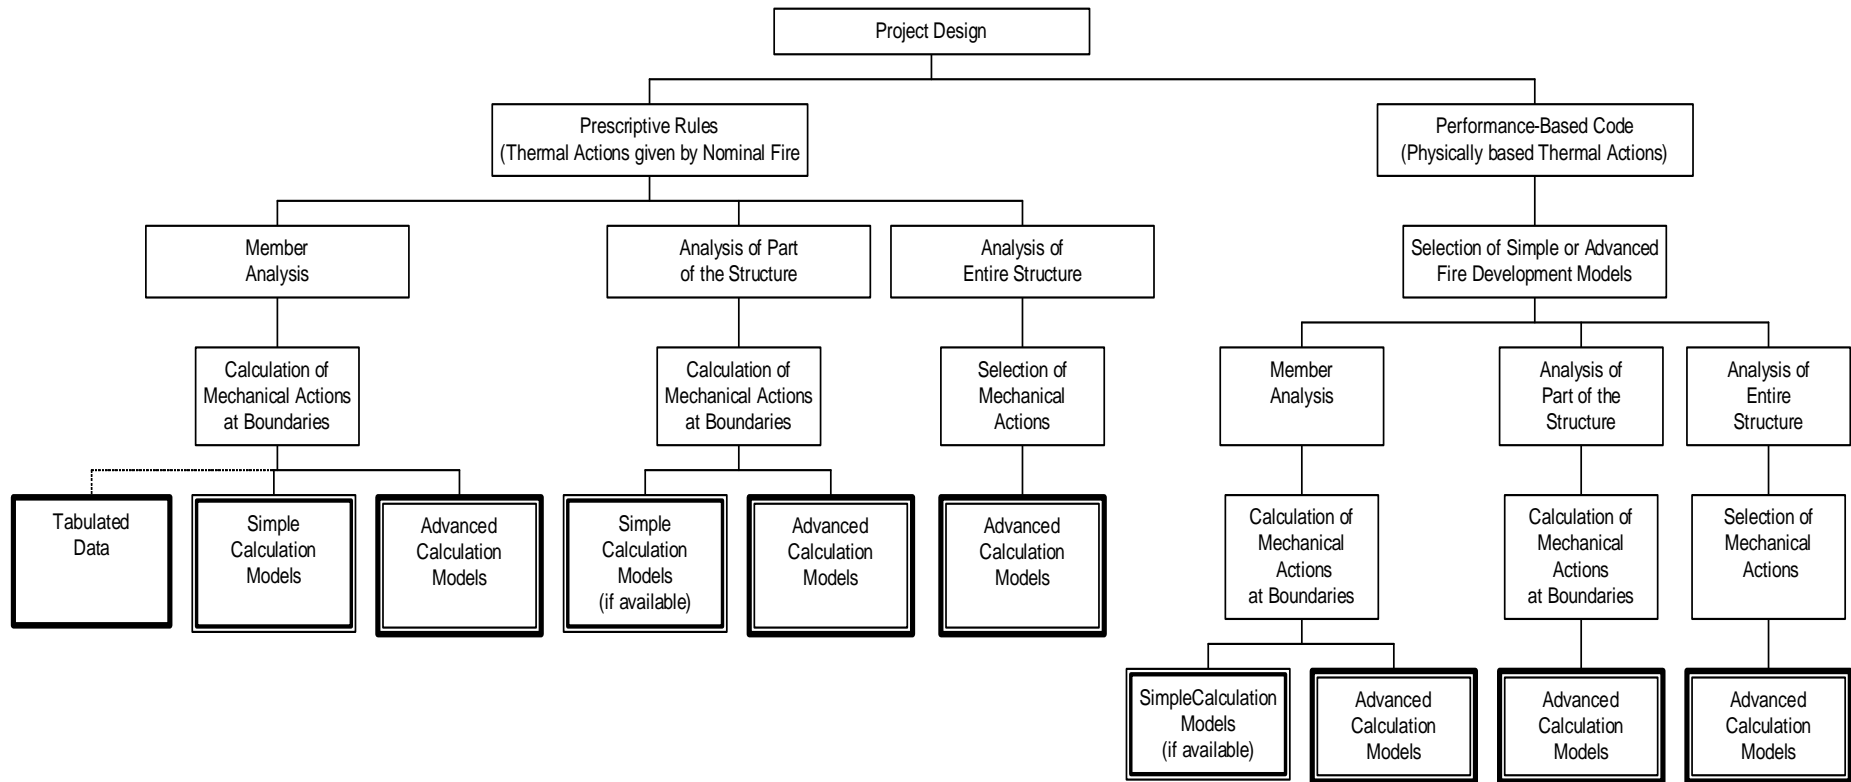 Project Design
Prescriptive Rules
(Thermal Actions given by Nominal Fire
Performance-Based Code
(Physically based Thermal Actions)
Member
Analysis
Analysis of Part
of the Structure
Analysis of
Entire Structure
Selection of Simple or Advanced
Fire Development Models
Calculation of
Mechanical Actions
at Boundaries
Calculation of
Mechanical Actions
at Boundaries
Selection of
Mechanical
Actions
Member
Analysis
Analysis of
Part of the
Structure
Analysis of
Entire
Structure
Tabulated
Data
Simple
Calculation
Models
Advanced
Calculation
Models
Simple
Calculation
Models
(if available)
Advanced
Calculation
Models
Advanced
Calculation
Models
Calculation of
Mechanical
Actions
at Boundaries
Calculation of
Mechanical
Actions
at Boundaries
Selection of
Mechanical
Actions
SimpleCalculation
Models
(if available)
Advanced
Calculation
Models
Advanced
Calculation
Models
Advanced
Calculation
Models